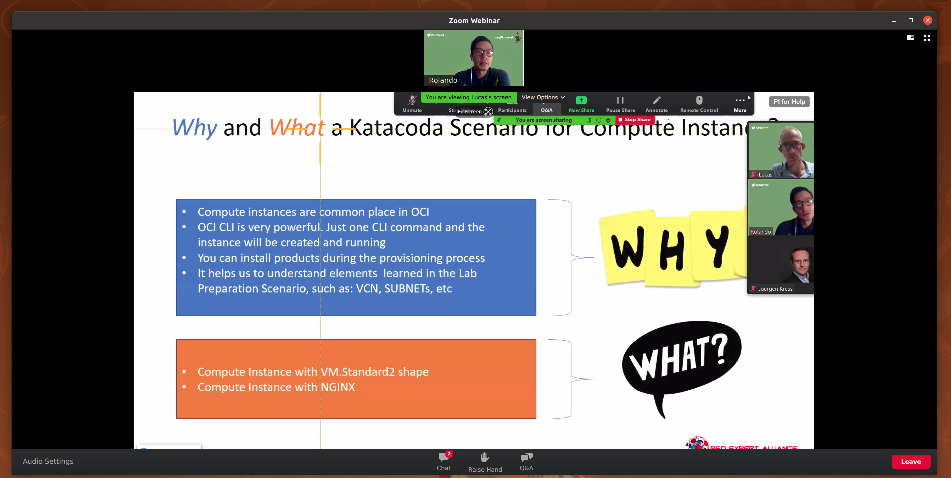 Zoom Webinar
Rolando
You are viewing Lucas's screen
View Options
Unmute
Participants
Q&A
New Share
Pause Share
Annotate
Remote Control
More
You are screen sharing
Stop Share
P1 for Help
Why and What a Katacoda Scenario for Compute Instanc
Lucas
Rolando
Juergen Kress
• Compute instances are common place in OCI
• OCI CLI is very powerful. Just one CLI command and the
instance will be created and running
• You can install products during the provisioning process
• It helps us to understand elements learned in the Lab
Preparation Scenario, such as: VCN, SUBNETs, etc
WHY
• Compute Instance with VM.Standard2 shape
• Compute Instance with NGINX
WHAT?
RED EXPERT ALLIANCE
Audio Settings
2
Chat
Raise Hand
Q&A
Leave